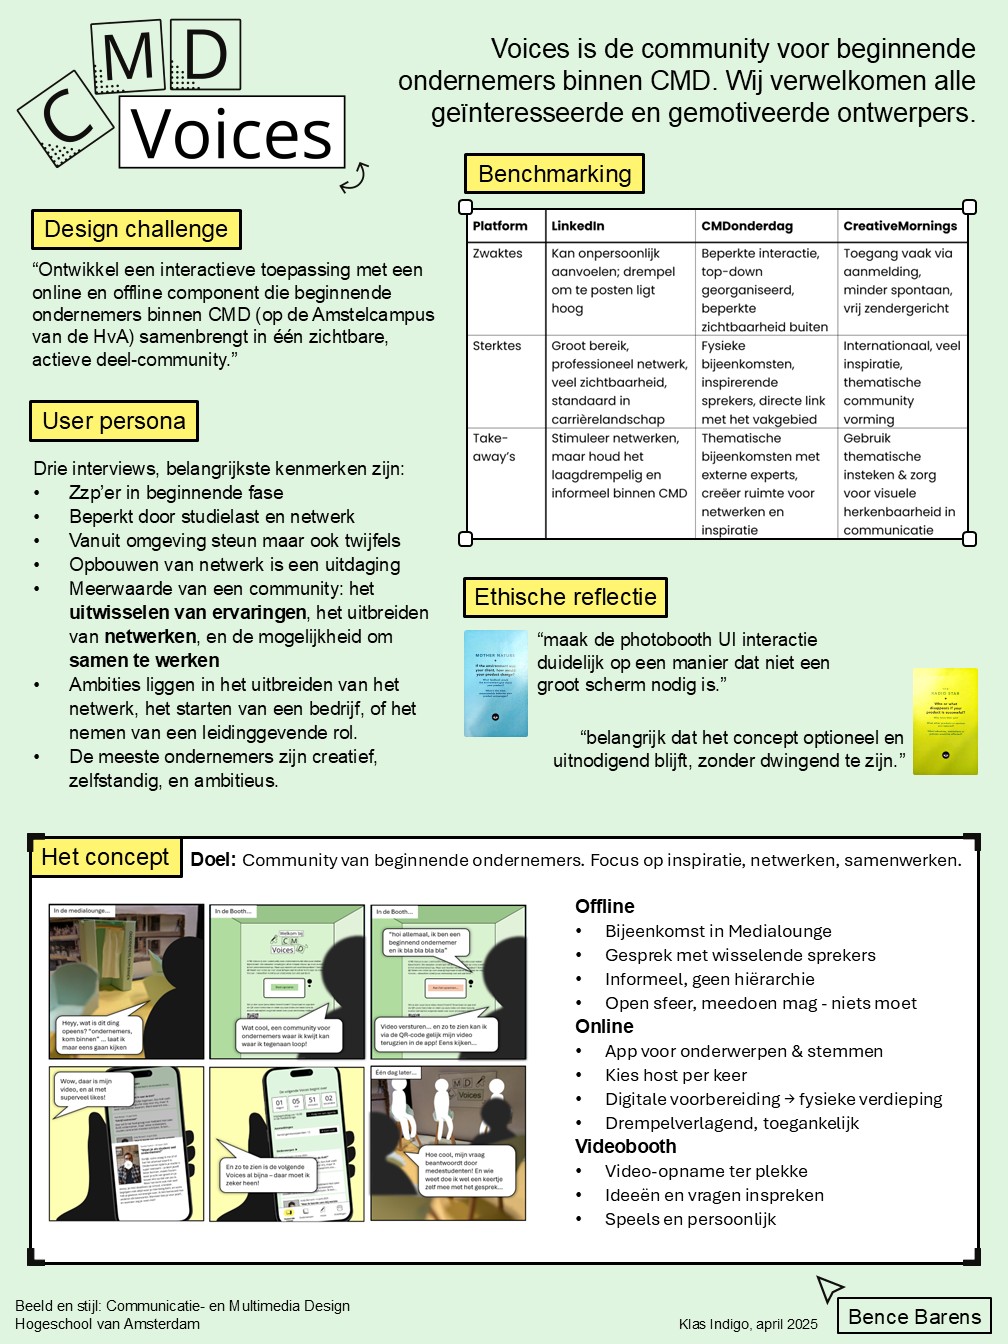 C M D
Voices
Voices is de community voor beginnende
ondernemers binnen CMD. Wij verwelkomen alle
geïnteresseerde en gemotiveerde ontwerpers.
Design challenge
“Ontwikkel een interactieve toepassing met een
online en offline component die beginnende
ondernemers binnen CMD (op de Amstelcampus
van de HvA) samenbrengt in één zichtbare,
actieve deel-community.”
User persona
Drie interviews, belangrijkste kenmerken zijn:
• Zzp’er in beginnende fase
• Beperkt door studielast en netwerk
• Vanuit omgeving steun maar ook twijfels
• Opbouwen van netwerk is een uitdaging
• Meerwaarde van een community: het
uitwisselen van ervaringen, het uitbreiden
van netwerken, en de mogelijkheid om
samen te werken
• Ambities liggen in het uitbreiden van het
netwerk, het starten van een bedrijf, of het
nemen van een leidinggevende rol.
• De meeste ondernemers zijn creatief,
zelfstandig, en ambitieus.
Benchmarking
Platform LinkedIn CMDonderdag CreativeMornings
Zwaktes
Kan onpersoonlijk
aanvoelen; drempel
om te posten ligt
hoog
Beperkte interactie,
top-down
georganiseerd,
beperkte
zichtbaarheid buiten
Toegang vaak via
aanmelding,
minder spontaan,
vrij zendergericht
Sterktes
Groot bereik,
professioneel netwerk,
veel zichtbaarheid,
standaard in
carrièrelandschap
Fysieke
bijeenkomsten,
inspirerende
sprekers, directe link
met het vakgebied
Internationaal, veel
inspiratie,
thematische
community
vorming
Take-
away’s
Stimuleer netwerken,
maar houd het
laagdrempelig en
informeel binnen CMD
Thematische
bijeenkomsten met
externe experts,
creëer ruimte voor
netwerken en
inspiratie
Gebruik
thematische
insteken & zorg
voor visuele
herkenbaarheid in
communicatie
Ethische reflectie
MOTHER NATURE
“maak de photobooth UI interactie
duidelijk op een manier dat niet een
groot scherm nodig is.”
RADIO STAR
“belangrijk dat het concept optioneel en
uitnodigend blijft, zonder dwingend te zijn.”
Het concept
Doel: Community van beginnende ondernemers. Focus op inspiratie, netwerken, samenwerken.
In de medialounge...
Heyy, wat is dit ding
opeens? “ondernemers,
kom binnen” ... laat ik
maar eens gaan kijken
In de Booth...
Welkom bij
C M D
Voices
Wat cool, een community voor
ondernemers waar ik kwijt kan
waar ik tegenaan loop!
In de Booth...
“hoi allemaal, ik ben een
beginnend ondernemer
en ik bla bla bla bla”
Video versturen... en zo te zien kan ik
via de QR-code gelijk mijn video
terugzien in de app! Eens kijken...
Wow, daar is mijn
video, en al met
superveel likes!
01 05 51 02
En zo te zien is de volgende
Voices al bijna – daar moet ik
zeker heen!
Één dag later...
C M D
Voices
Hoe cool, mijn vraag
beantwoord door
medestudenten! En wie
weet doe ik wel een keertje
zelf mee met het gesprek...
Offline
• Bijeenkomst in Medialounge
• Gesprek met wisselende sprekers
• Informeel, geen hiërarchie
• Open sfeer, meedoen mag - niets moet
Online
• App voor onderwerpen & stemmen
• Kies host per keer
• Digitale voorbereiding → fysieke verdieping
• Drempelverlagend, toegankelijk
Videobooth
• Video-opname ter plekke
• Ideeën en vragen inspreken
• Speels en persoonlijk
Beeld en stijl: Communicatie- en Multimedia Design
Hogeschool van Amsterdam
Klas Indigo, april 2025
Bence Barens